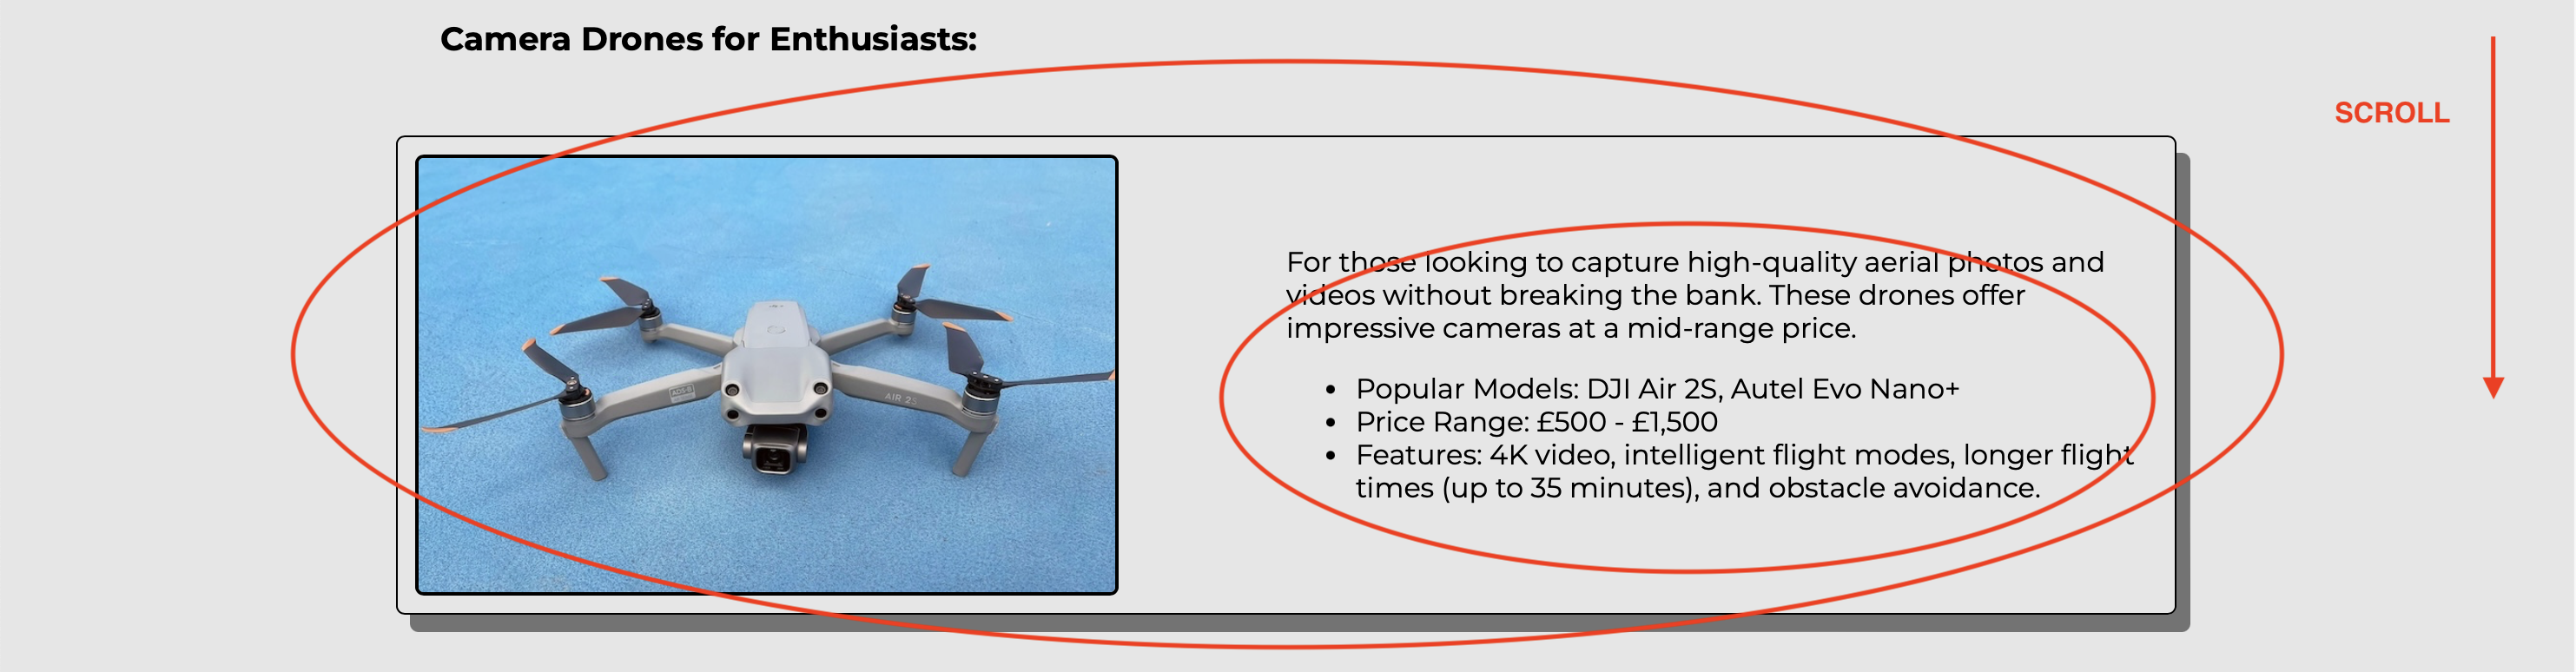 Camera Drones for Enthusiasts:
SCROLL
For those looking to capture high-quality aerial photos and
videos without breaking the bank. These drones offer
impressive cameras at a mid-range price.
• Popular Models: DJI Air 2S, Autel Evo Nano+
• Price Range: £500 - £1,500
• Features: 4K video, intelligent flight modes, longer flight
times (up to 35 minutes), and obstacle avoidance.
AIR 2S